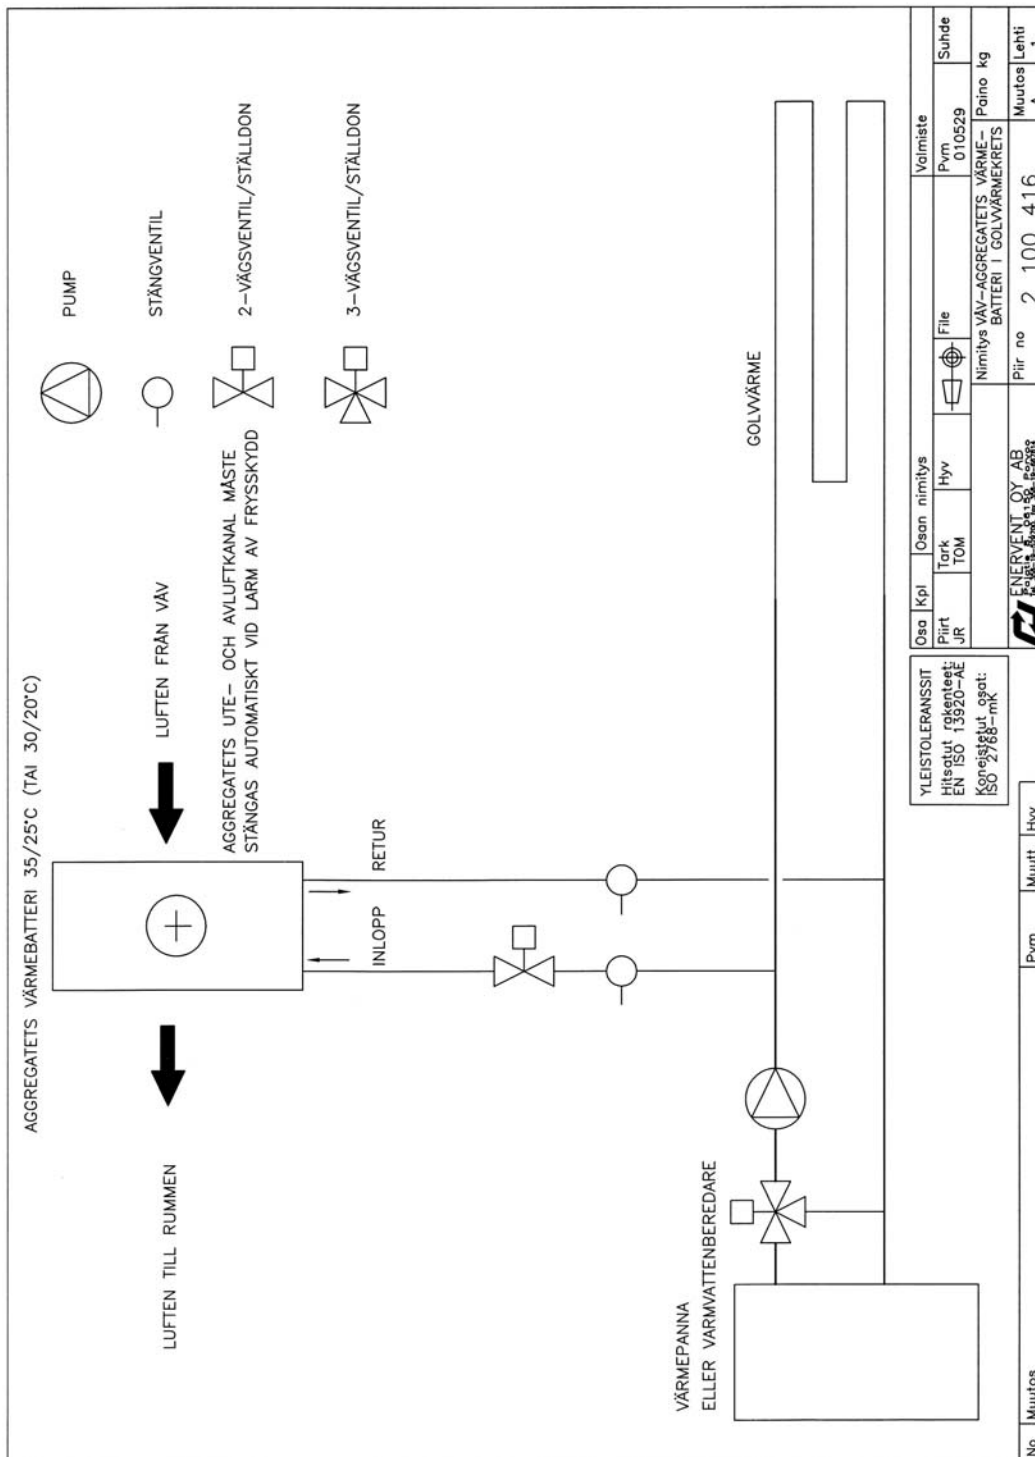 AGGREGATETS VÄRMEBATTERI 35/25°C (TAI 30/20°C)
LUFTEN TILL RUMMEN
LUFTEN FRÅN VÅV
AGGREGATETS UTE- OCH AVLUFTKANAL MÅSTE
STÄNGAS AUTOMATISKT VID LARM AV FRYSSKYDD
INLOPP
RETUR
PUMP
STÄNGVENTIL
2-VÄGSVENTIL/STÄLLDON
3-VÄGSVENTIL/STÄLLDON
VÄRMEPANNA
ELLER VARMVATTENBEREDARE
GOLVVÄRME
YLEISTOLERANSSIT
Hitsatut rakenteet:
EN ISO 13920-AE
Koneistetut osat:
ISO 2768-mK
Osa Kpl Osan nimitys Valmiste
Piirt JR
Tark TOM
Hyv
File
Pvm 010529
Suhde
Nimitys VÅV-AGGREGATETS VÄRME-
BATTERI I GOLVVÄRMEKRETS
Paino kg
ENERVENT OY AB
Piir no 2 100 416
Muutos
Lehti
No Muutos Pvm Muutt Hyv